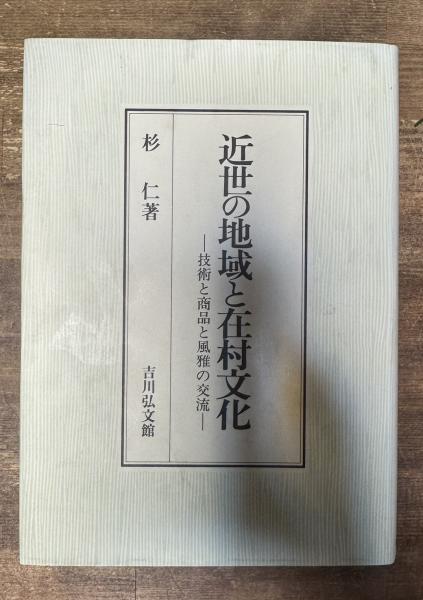 近世の地域と在村文化
―技術と商品と風雅の交流―
杉 仁著
吉川弘文館